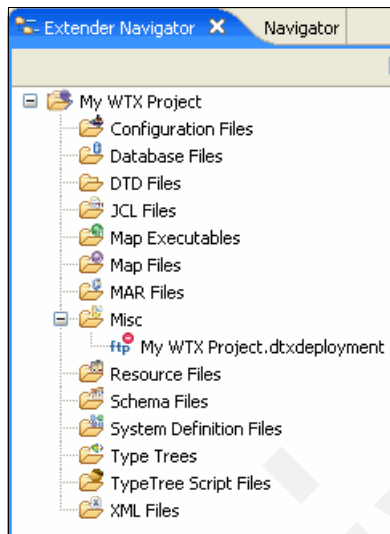 Extender Navigator Navigator
My WTX Project
Configuration Files
Database Files
DTD Files
JCL Files
Map Executables
Map Files
MAR Files
Misc
ftp My WTX Project.dtxdeployment
Resource Files
Schema Files
System Definition Files
Type Trees
TypeTree Script Files
XML Files